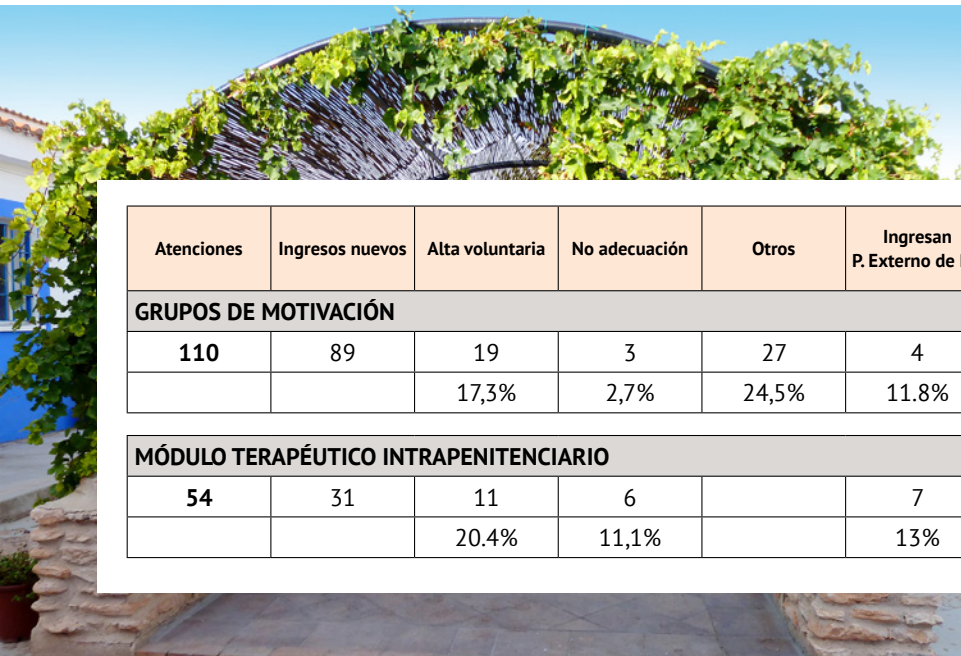 Atenciones Ingresos nuevos Alta voluntaria No adecuación Otros Ingresan
P. Externo de
GRUPOS DE MOTIVACIÓN
110 89 19 3 27 4
17,3% 2,7% 24,5% 11.8%
MÓDULO TERAPÉUTICO INTRAPENITENCIARIO
54 31 11 6 7
20.4% 11,1% 13%